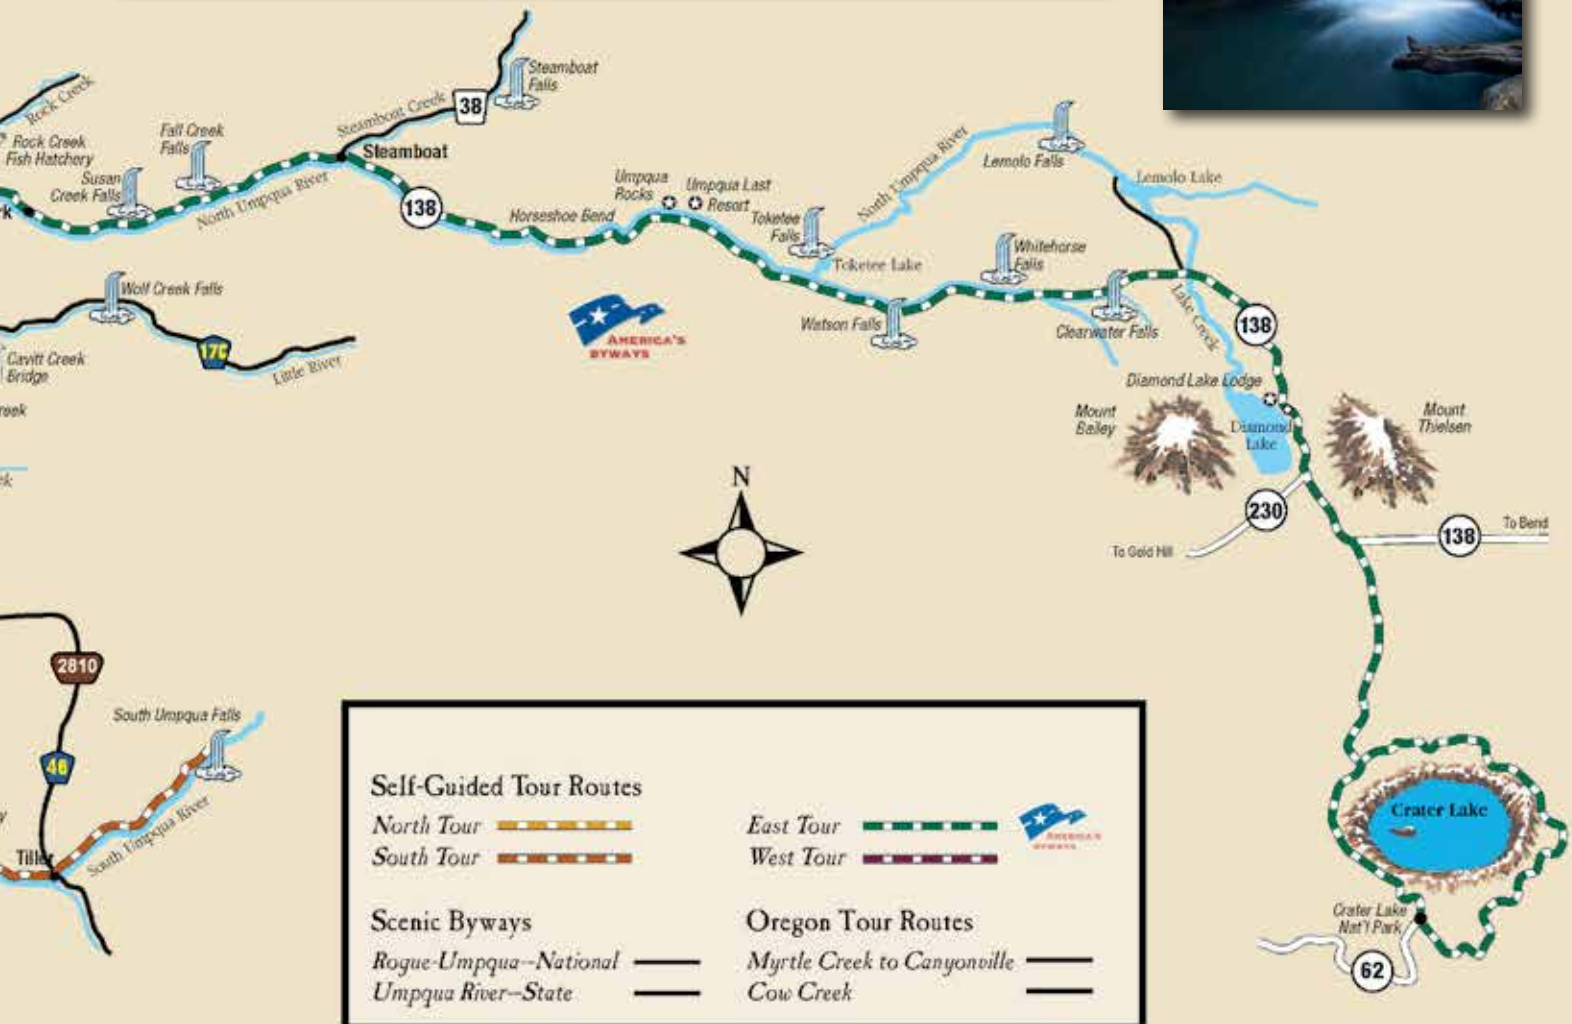 Steamboat
Falls
Rock Creek
Steamboat Creek
38
Fall Creek
Falls
Rock Creek
Fish Hatchery
Steamboat
Susan
Creek Falls
North Umpqua River
138
Horseshoe Bend
Umpqua
Rocks
Umpqua Last
Resort
Toketee
Falls
North Umpqua River
Lemolo Falls
Lemolo Lake
Toketee Lake
Whitehorse
Falls
Watson Falls
Clearwater Falls
Lake Creek
138
Wolf Creek Falls
17C
Little River
Cavitt Creek
Bridge
AMERICA'S
BYWAYS
Diamond Lake Lodge
Mount
Bailey
Diamond
Lake
Mount
Thielsen
230
To Gold Hill
138
To Bend
N
2810
46
South Umpqua Falls
South Umpqua River
Tiller
Self-Guided Tour Routes
North Tour
South Tour
East Tour
West Tour
AMERICA'S
BYWAYS
Scenic Byways
Rogue-Umpqua--National
Umpqua River--State
Oregon Tour Routes
Myrtle Creek to Canyonville
Cow Creek
Crater Lake
Crater Lake
Nat'l Park
62